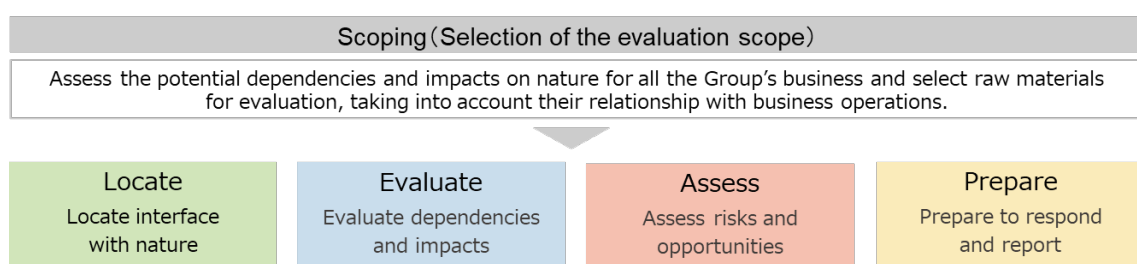 Scoping（Selection of the evaluation scope）
Assess the potential dependencies and impacts on nature for all the Group’s business and select raw materials
for evaluation, taking into account their relationship with business operations.
Locate
Locate interface
with nature
Evaluate
Evaluate dependencies
and impacts
Assess
Assess risks and
opportunities
Prepare
Prepare to respond
and report